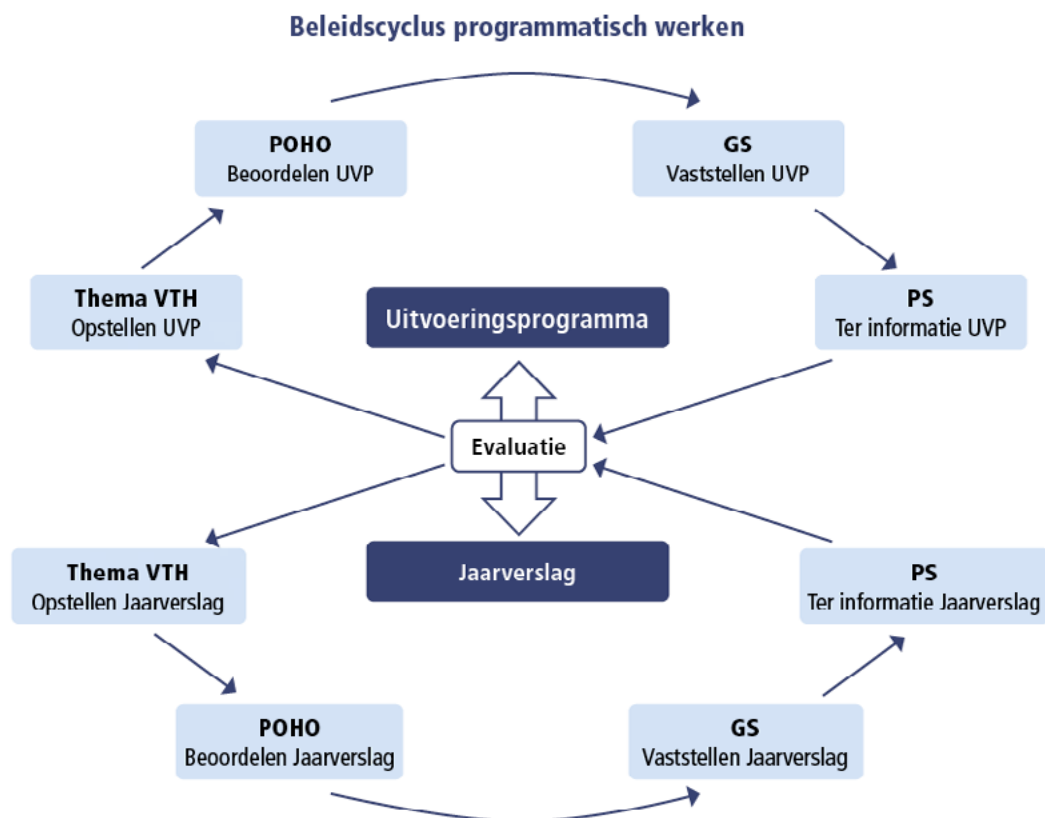 Beleidscyclus programmatisch werken
POHO
Beoordelen UVP
GS
Vaststellen UVP
Thema VTH
Opstellen UVP
Uitvoeringsprogramma
PS
Ter informatie UVP
Evaluatie
Thema VTH
Opstellen Jaarverslag
Jaarverslag
PS
Ter informatie Jaarverslag
POHO
Beoordelen Jaarverslag
GS
Vaststellen Jaarverslag